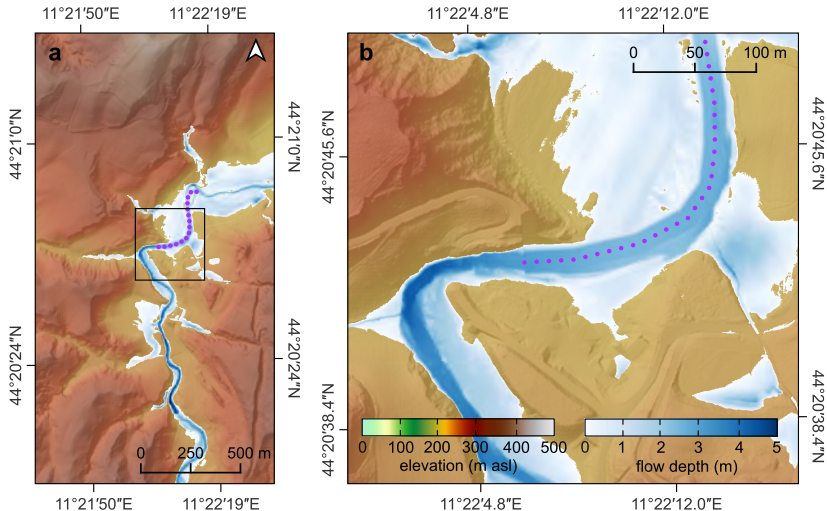 11°21′50″E 11°22′19″E 11°22′4.8″E 11°22′12.0″E
a
b
0 50 100 m
44°21′0″N
44°21′0″N
44°20′45.6″N
44°20′45.6″N
44°20′24″N
44°20′24″N
44°20′38.4″N
44°20′38.4″N
0 250 500 m
0 100 200 300 400 500
elevation (m asl)
0 1 2 3 4 5
flow depth (m)
11°21′50″E 11°22′19″E 11°22′4.8″E 11°22′12.0″E